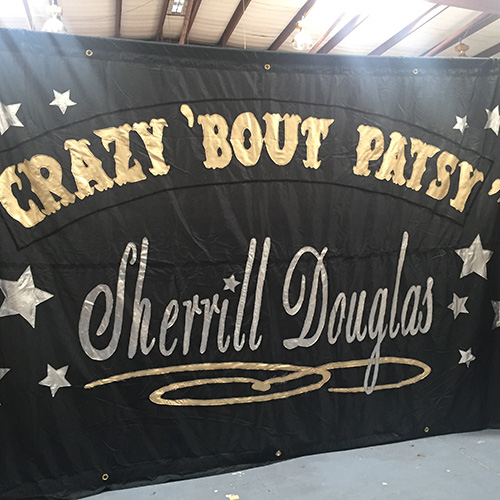 CRAZY 'BOUT PATSY'
Sherrill Douglas